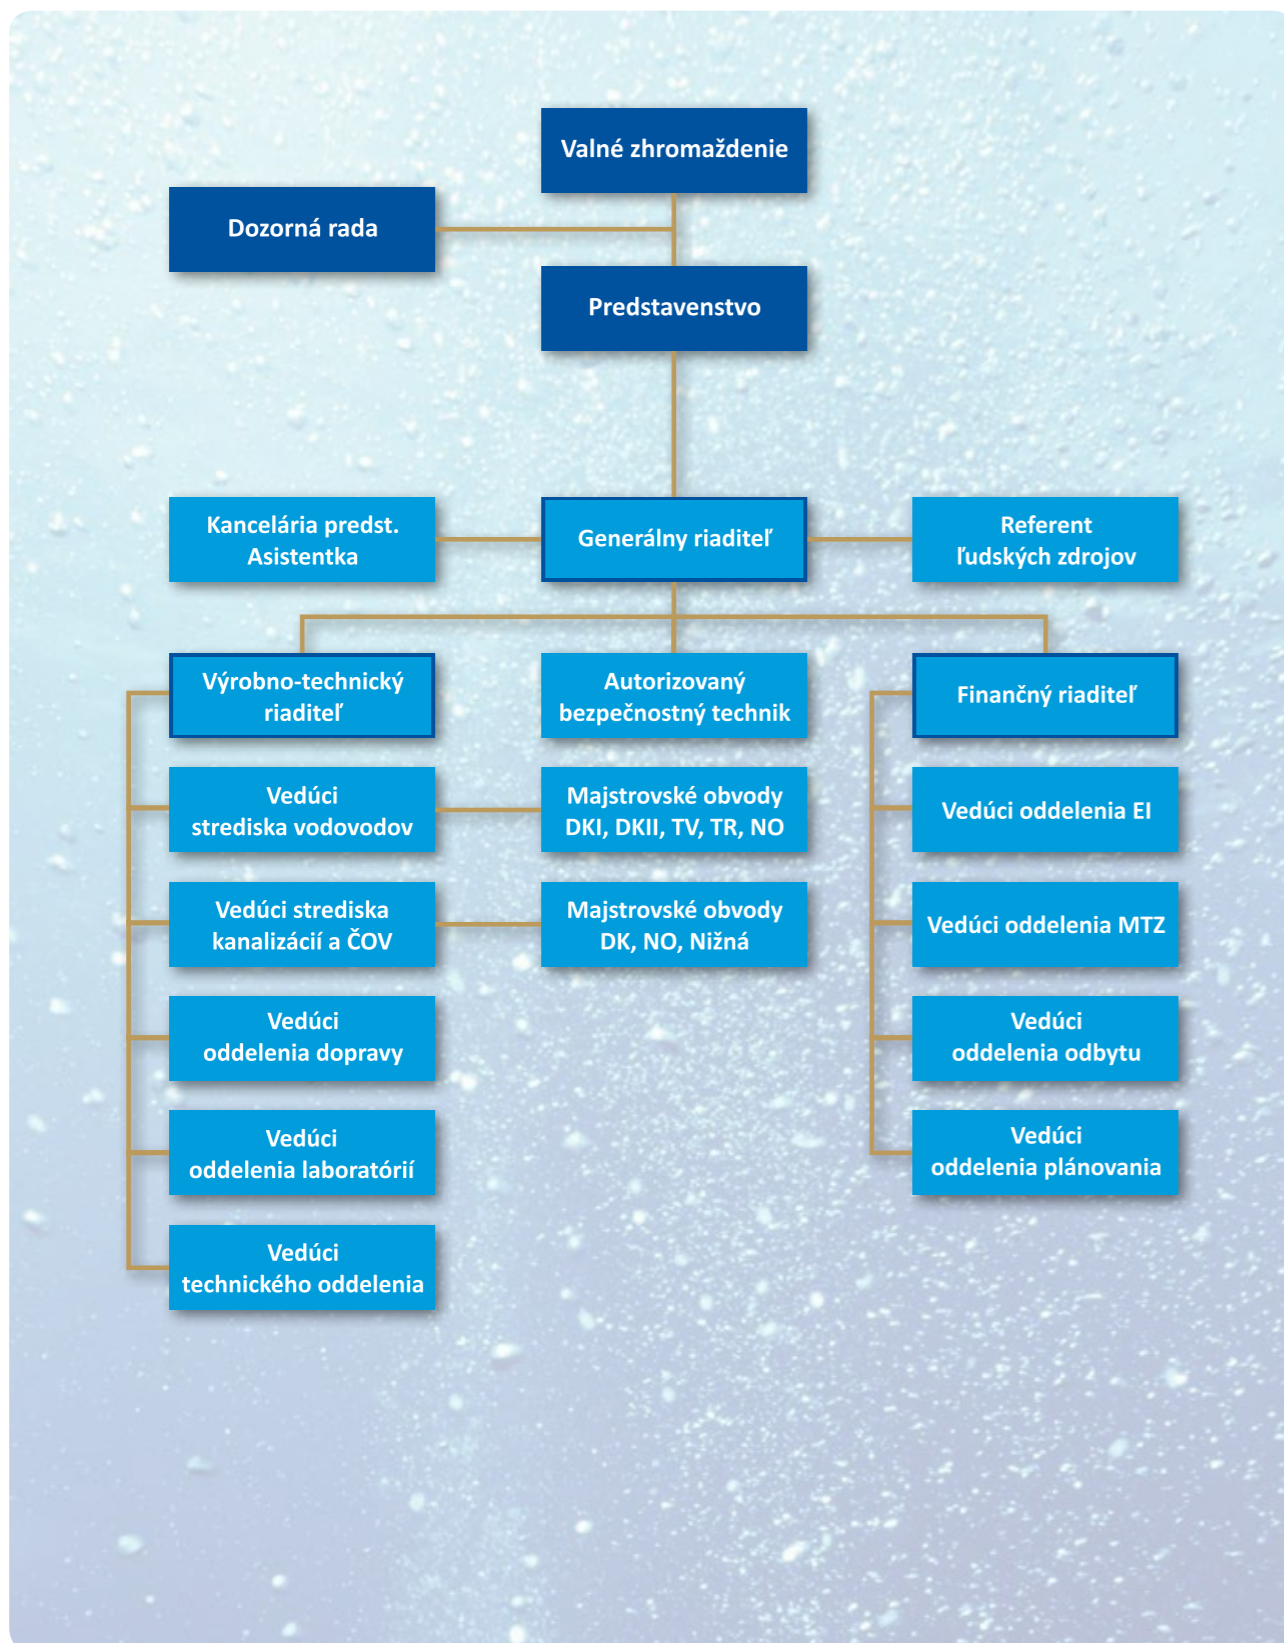 Valné zhromaždenie
Dozorná rada
Predstavenstvo
Kancelária predst.
Asistentka
Generálny riaditeľ
Referent
ľudských zdrojov
Výrobno-technický
riaditeľ
Autorizovaný
bezpečnostný technik
Finančný riaditeľ
Vedúci
strediska vodovodov
Majstrovské obvody
DKI, DKII, TV, TR, NO
Vedúci oddelenia EI
Vedúci strediska
kanalizácií a ČOV
Majstrovské obvody
DK, NO, Nižná
Vedúci oddelenia MTZ
Vedúci
oddelenia dopravy
Vedúci
oddelenia odbytu
Vedúci
oddelenia laboratórií
Vedúci
oddelenia plánovania
Vedúci
technického oddelenia